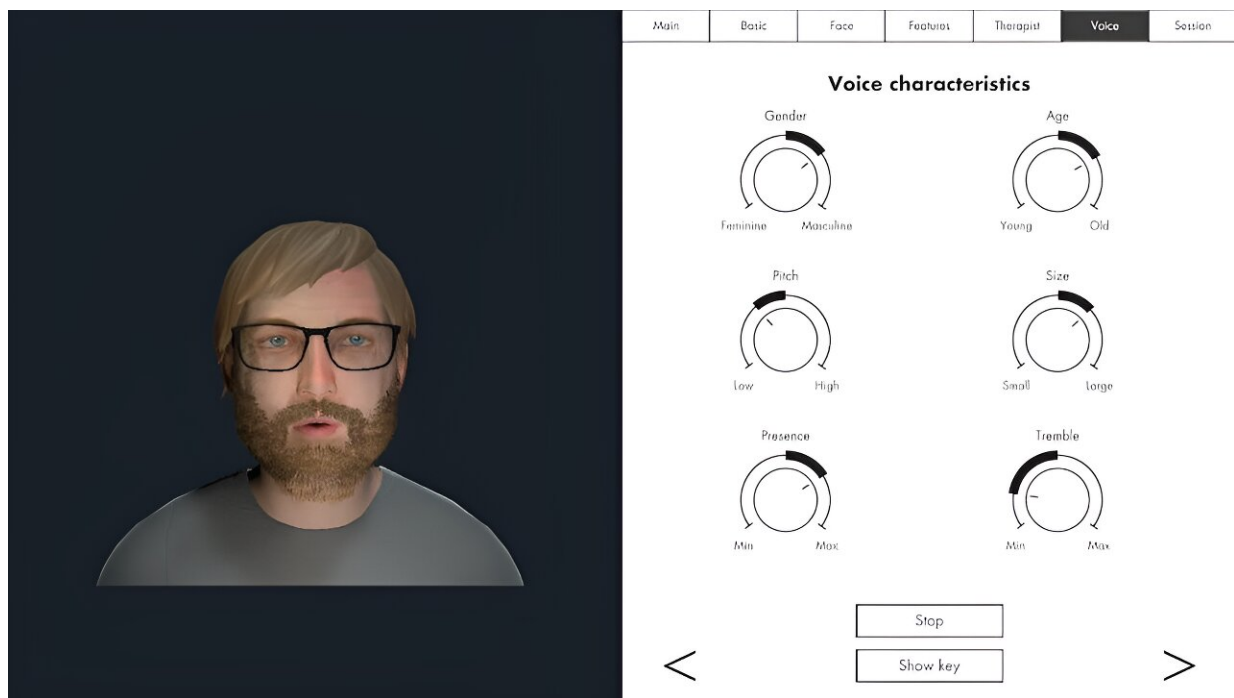 Main Basic Face Features Therapist Voice Session
Voice characteristics
Gender Age
Feminine Masculine Young Old
Pitch Size
Low High Small Large
Presence Tremble
Min Max Min Max
Stop
Show key